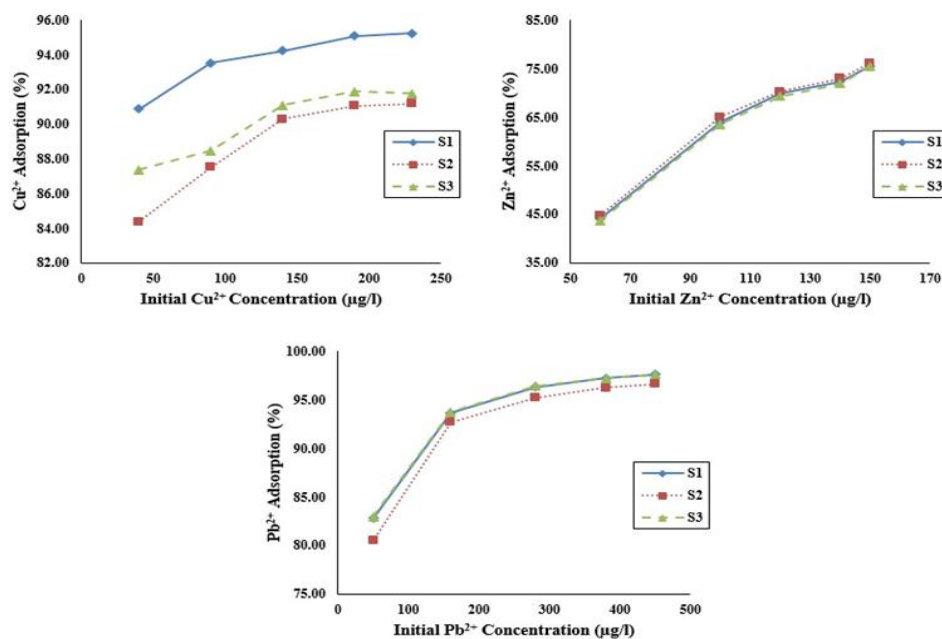 96.00
94.00
92.00
90.00
88.00
86.00
84.00
82.00
0 50 100 150 200 250
Cu²⁺ Adsorption (%)
Initial Cu²⁺ Concentration (µg/l)
S1
S2
S3
85.00
75.00
65.00
55.00
45.00
35.00
50 70 90 110 130 150 170
Zn²⁺ Adsorption (%)
Initial Zn²⁺ Concentration (µg/l)
S1
S2
S3
100.00
95.00
90.00
85.00
80.00
75.00
0 100 200 300 400 500
Pb²⁺ Adsorption (%)
Initial Pb²⁺ Concentration (µg/l)
S1
S2
S3